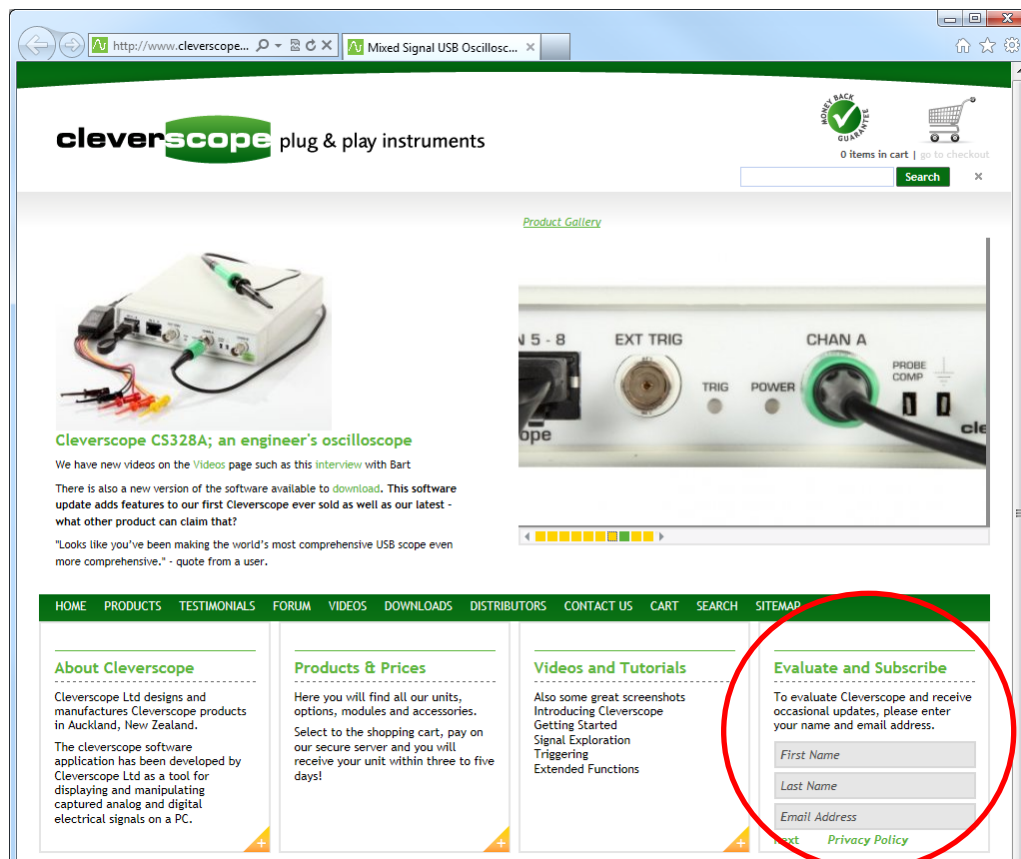 http://www.cleverscope...
Mixed Signal USB Oscillosc...
cleverscope plug & play instruments
MONEY BACK GUARANTEE
0 items in cart | go to checkout
Search
Product Gallery
N 5 - 8
EXT TRIG
CHAN A
TRIG
POWER
PROBE
COMP
ope
cle
Cleverscope CS328A; an engineer's oscilloscope
We have new videos on the Videos page such as this interview with Bart
There is also a new version of the software available to download. This software
update adds features to our first Cleverscope ever sold as well as our latest -
what other product can claim that?
"Looks like you've been making the world's most comprehensive USB scope even
more comprehensive." - quote from a user.
HOME PRODUCTS TESTIMONIALS FORUM VIDEOS DOWNLOADS DISTRIBUTORS CONTACT US CART SEARCH SITEMAP
About Cleverscope
Cleverscope Ltd designs and
manufactures Cleverscope products
in Auckland, New Zealand.
The cleverscope software
application has been developed by
Cleverscope Ltd as a tool for
displaying and manipulating
captured analog and digital
electrical signals on a PC.
Products & Prices
Here you will find all our units,
options, modules and accessories.
Select to the shopping cart, pay on
our secure server and you will
receive your unit within three to five
days!
Videos and Tutorials
Also some great screenshots
Introducing Cleverscope
Getting Started
Signal Exploration
Triggering
Extended Functions
Evaluate and Subscribe
To evaluate Cleverscope and receive
occasional updates, please enter
your name and email address.
First Name
Last Name
Email Address
Next Privacy Policy